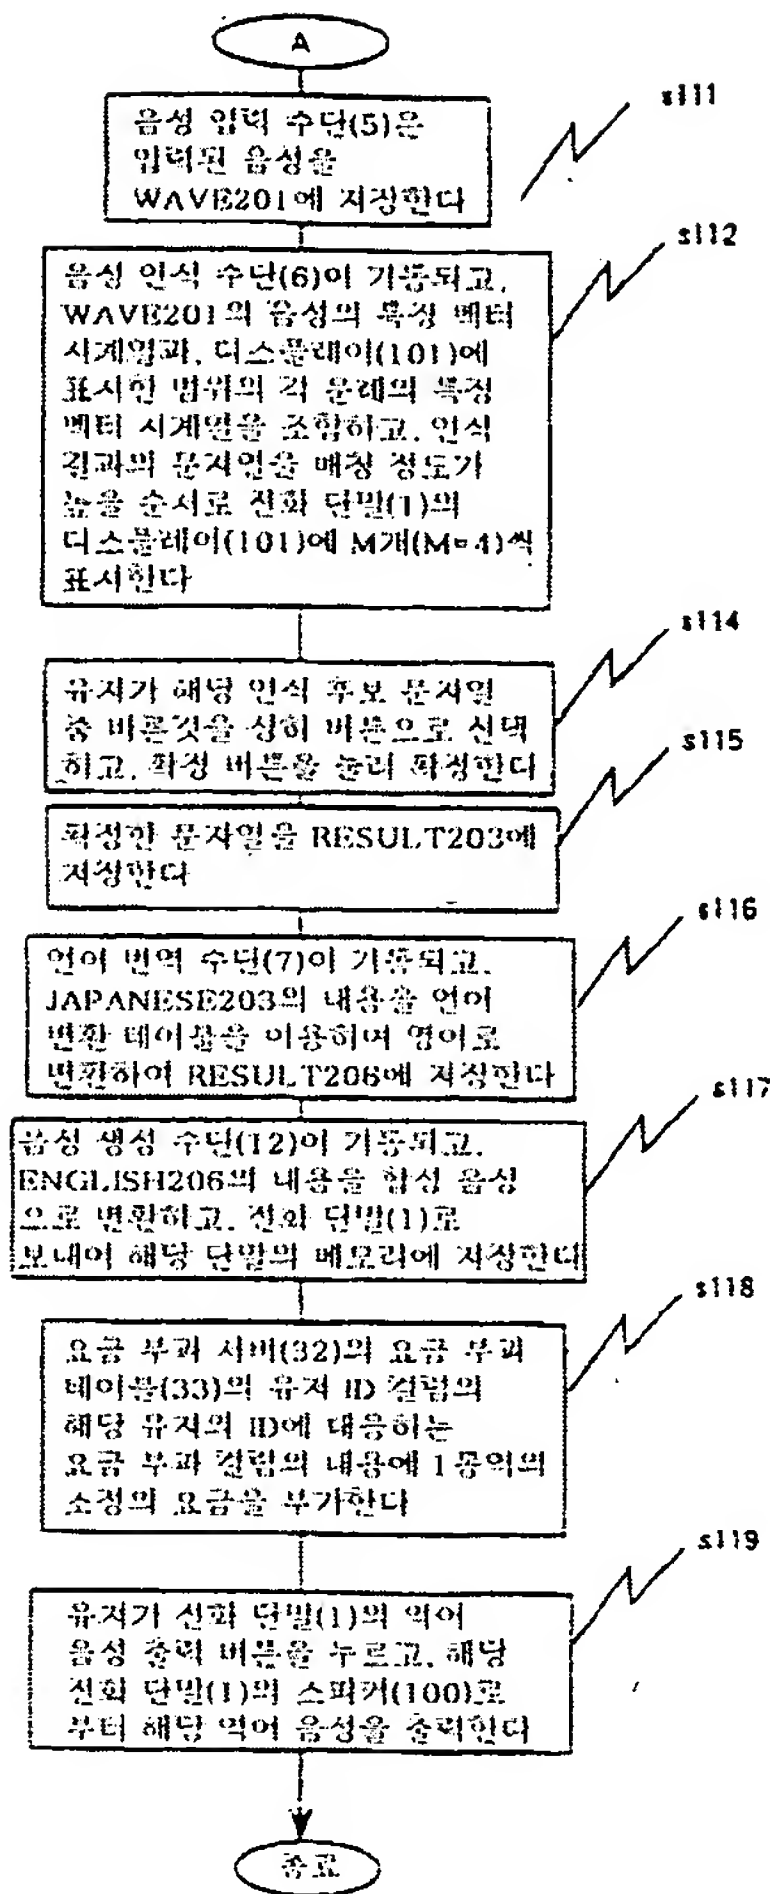 A
s111
음성 입력 수단(5)은
입력된 음성을
WAVE201에 저장한다
s112
음성 인식 수단(6)이 기동되고,
WAVE201의 음성의 특징 벡터
시계열과, 디스플레이(101)에
표시한 범위의 각 문례의 특징
벡터 시계열을 조합하고, 인식
결과의 문자열을 매칭 정도가
높을 순서로 전화 단말(1)의
디스플레이(101)에 M개(M=4)씩
표시한다
s114
유저가 해당 인식 후보 문자열
중 바른것을 상하 버튼으로 선택
하고, 확정 버튼을 눌러 확정한다
s115
확정한 문자열을 RESULT203에
저장한다
s116
언어 번역 수단(7)이 기동되고,
JAPANESE203의 내용을 언어
변환 테이블을 이용하여 영어로
변환하여 RESULT206에 저장한다
s117
음성 생성 수단(12)이 기동되고,
ENGLISH206의 내용을 합성 음성
으로 변환하고, 전화 단말(1)로
보내어 해당 단말의 메모리에 저장한다
s118
요금 부과 서버(32)의 요금 부과
테이블(33)의 유저 ID 컬럼의
해당 유저의 ID에 대응하는
요금 부과 컬럼의 내용에 1통역의
소정의 요금을 부가한다
s119
유저가 전화 단말(1)의 역어
음성 출력 버튼을 누르고, 해당
전화 단말(1)의 스피커(100)로
부터 해당 역어 음성을 출력한다
종료